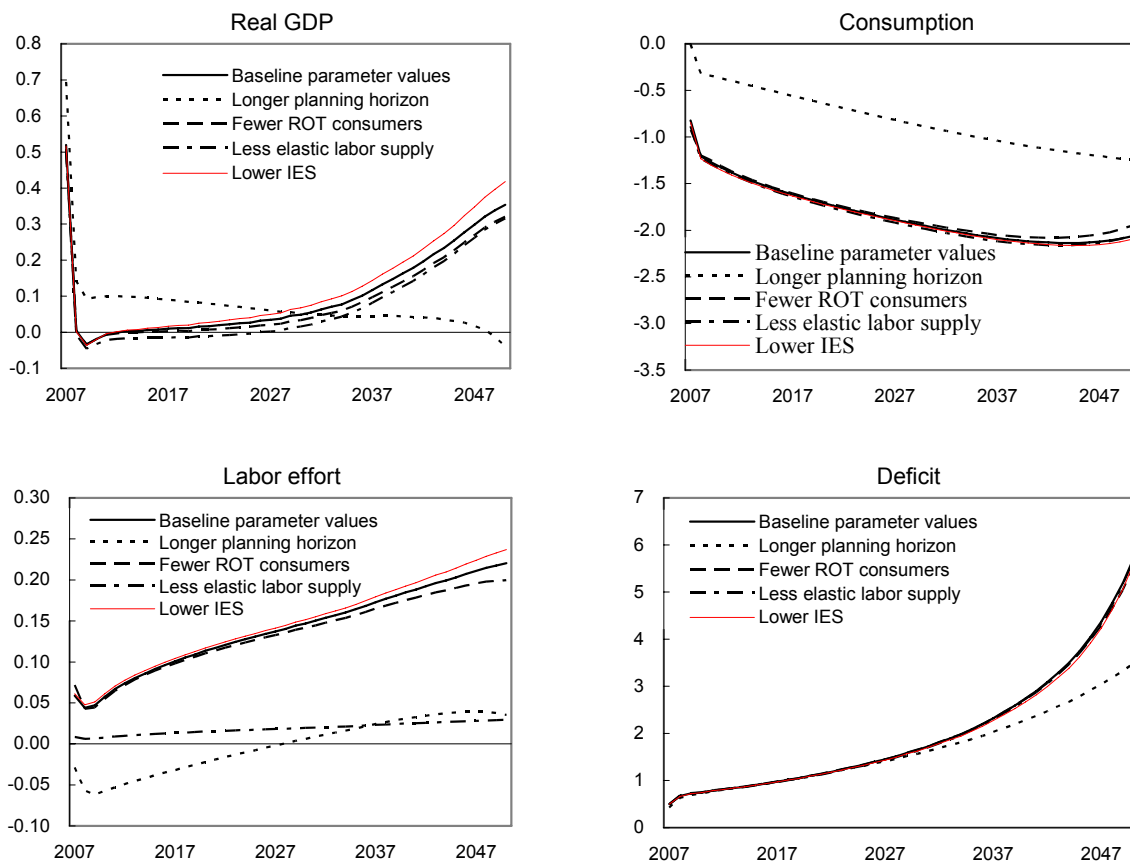 Real GDP
0.8
0.7
0.6
0.5
0.4
0.3
0.2
0.1
0.0
-0.1
Baseline parameter values
Longer planning horizon
Fewer ROT consumers
Less elastic labor supply
Lower IES
2007 2017 2027 2037 2047
Consumption
0.0
-0.5
-1.0
-1.5
-2.0
-2.5
-3.0
-3.5
Baseline parameter values
Longer planning horizon
Fewer ROT consumers
Less elastic labor supply
Lower IES
2007 2017 2027 2037 2047
Labor effort
0.30
0.25
0.20
0.15
0.10
0.05
0.00
-0.05
-0.10
Baseline parameter values
Longer planning horizon
Fewer ROT consumers
Less elastic labor supply
Lower IES
2007 2017 2027 2037 2047
Deficit
7
6
5
4
3
2
1
0
Baseline parameter values
Longer planning horizon
Fewer ROT consumers
Less elastic labor supply
Lower IES
2007 2017 2027 2037 2047